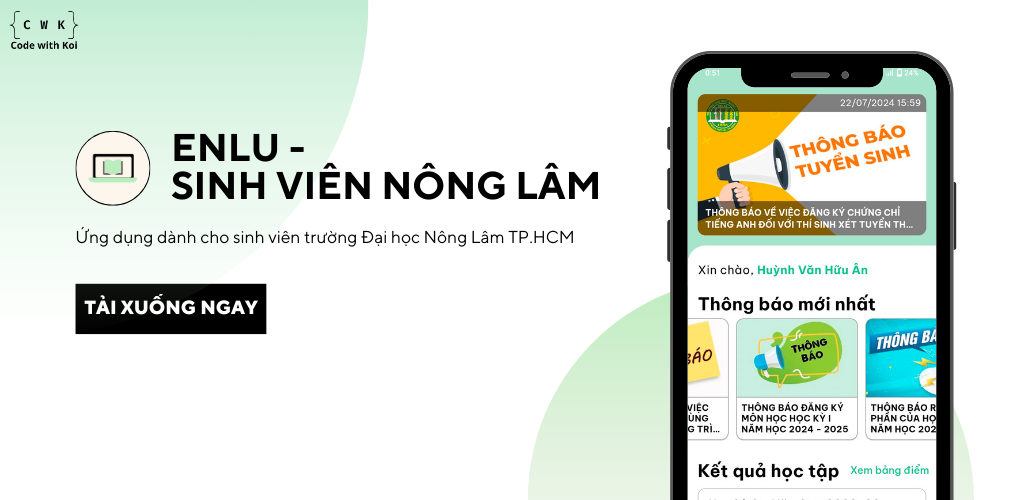 { C W K }
Code with Koi
ENLU -
SINH VIÊN NÔNG LÂM
Ứng dụng dành cho sinh viên trường Đại học Nông Lâm TP.HCM
TẢI XUỐNG NGAY
0:51
24%
22/07/2024 15:59
THÔNG BÁO
TUYỂN SINH
THÔNG BÁO VỀ VIỆC ĐĂNG KÝ CHỨNG CHỈ
TIẾNG ANH ĐỐI VỚI THÍ SINH XÉT TUYỂN TH...
Xin chào, Huỳnh Văn Hữu Ân
Thông báo mới nhất
BÁO
THÔNG
BÁO
THÔNG BÁ
VIỆC
ÙNG
G TRÌ...
THÔNG BÁO ĐĂNG KÝ
MÔN HỌC HỌC KỲ I
NĂM HỌC 2024 - 2025
THÔNG BÁO R
PHẦN CỦA HỌ
NĂM HỌC 202
Kết quả học tập
Xem bảng điểm